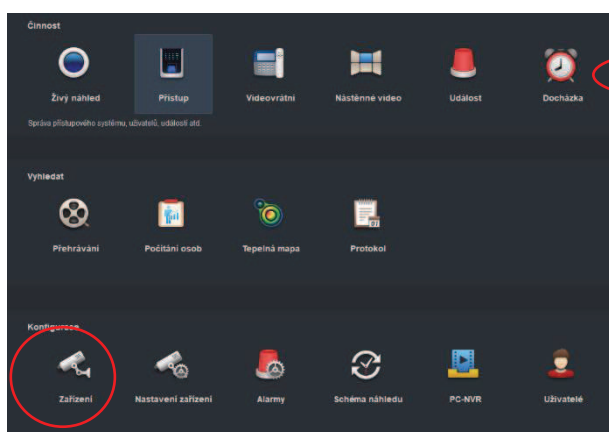 Činnost
Živý náhled
Přístup
Videovrátní
Nástěnné video
Událost
Docházka
Správa přístupového systému, uživatelů, událostí atd.
Vyhledat
Přehrávání
Počítání osob
Tepelná mapa
Protokol
Konfigurace
Zařízení
Nastavení zařízení
Alarmy
Schéma náhledu
PC-NVR
Uživatelé